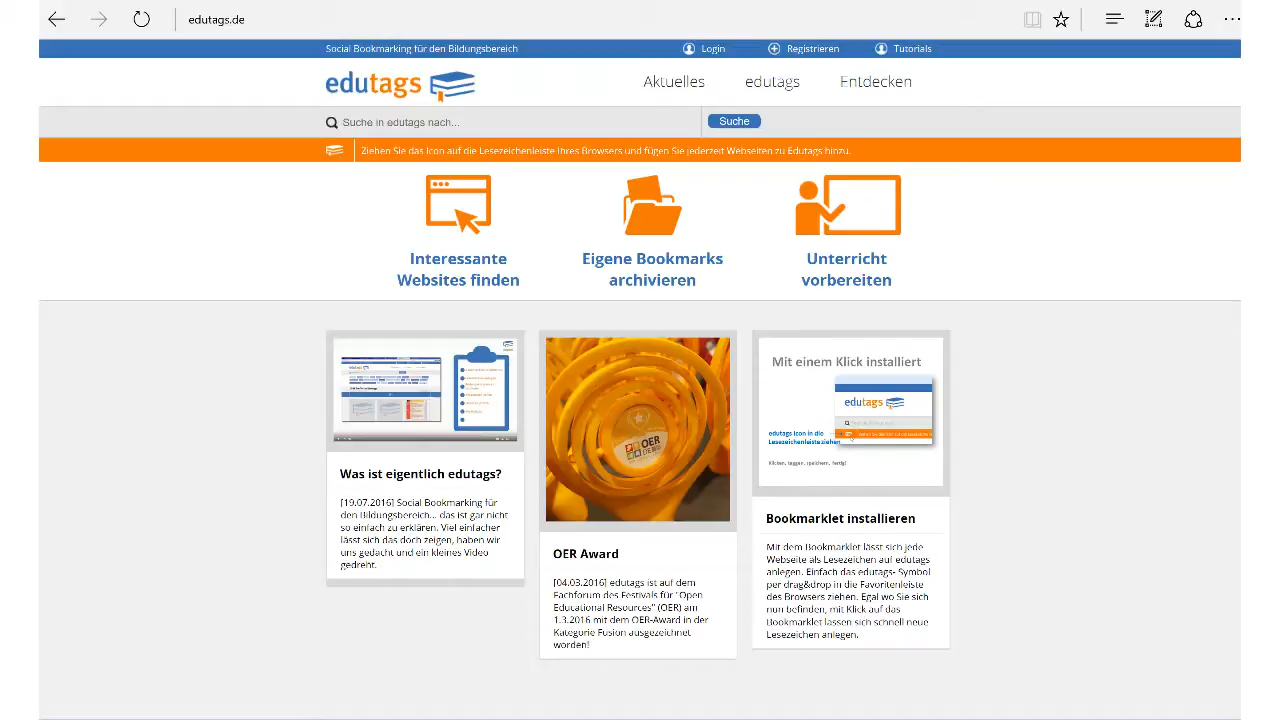 edutags.de
Social Bookmarking für den Bildungsbereich
Login
Registrieren
Tutorials
edutags
Aktuelles
edutags
Entdecken
Suche in edutags nach...
Suche
Ziehen Sie das Icon auf die Lesezeichenleiste Ihres Browsers und fügen Sie jederzeit Webseiten zu Edutags hinzu.
Interessante
Websites finden
Eigene Bookmarks
archivieren
Unterricht
vorbereiten
edutags
Was ist eigentlich edutags?
[19.07.2016] Social Bookmarking für
den Bildungsbereich... das ist gar nicht
so einfach zu erklären. Viel einfacher
lässt sich das doch zeigen, haben wir
uns gedacht und ein kleines Video
gedreht.
OER
OER Award
[04.03.2016] edutags ist auf dem
Fachforum des Festivals für "Open
Educational Resources" (OER) am
1.3.2016 mit dem OER-Award in der
Kategorie Fusion ausgezeichnet
worden!
Mit einem Klick installiert
edutags
edutags Icon in die
Lesezeichenleiste ziehen
Klicken, taggen, speichern, fertig!
Bookmarklet installieren
Mit dem Bookmarklet lässt sich jede
Webseite als Lesezeichen auf edutags
anlegen. Einfach das edutags- Symbol
per drag&drop in die Favoritenleiste
des Browsers ziehen. Egal wo Sie sich
nun befinden, mit Klick auf das
Bookmarklet lassen sich schnell neue
Lesezeichen anlegen.